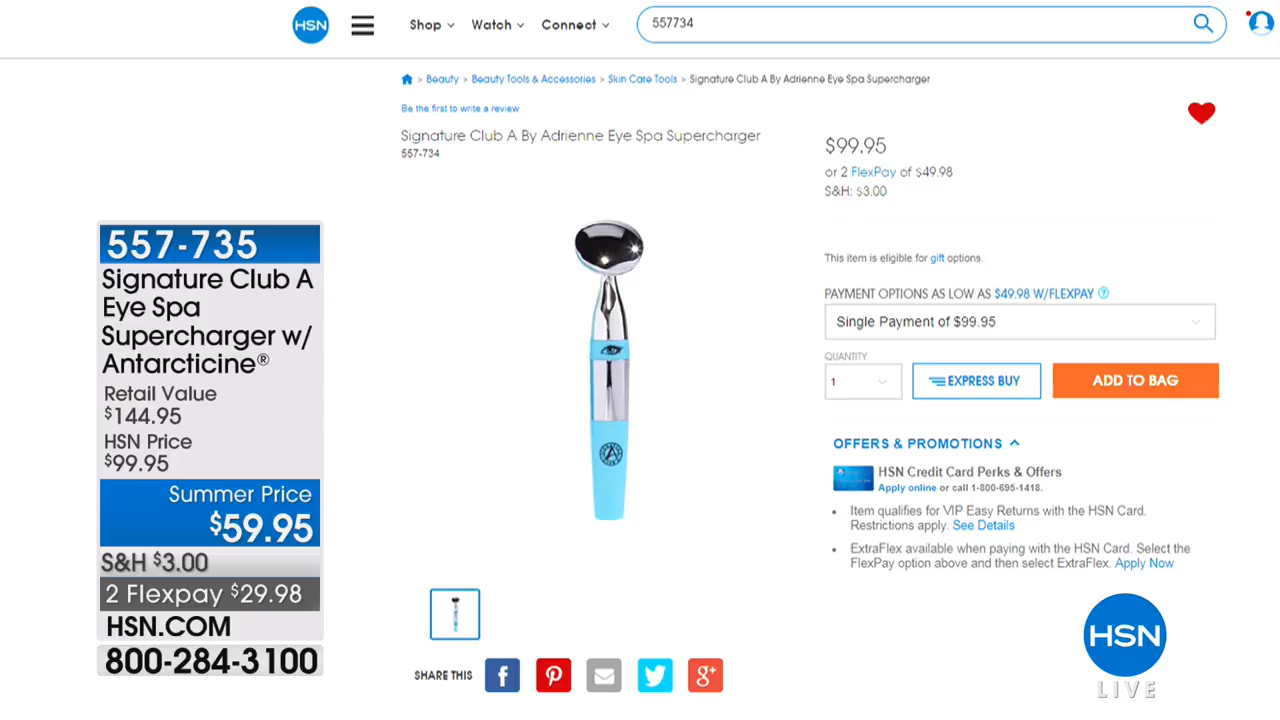 HSN
Shop
Watch
Connect
557734
> Beauty > Beauty Tools & Accessories > Skin Care Tools > Signature Club A By Adrienne Eye Spa Supercharger
Be the first to write a review
Signature Club A By Adrienne Eye Spa Supercharger
557-734
$99.95
or 2 FlexPay of $49.98
S&H: $3.00
This item is eligible for gift options.
PAYMENT OPTIONS AS LOW AS $49.98 W/FLEXPAY ?
Single Payment of $99.95
QUANTITY
1
EXPRESS BUY
ADD TO BAG
OFFERS & PROMOTIONS
HSN Credit Card Perks & Offers
Apply online or call 1-800-695-1418.
• Item qualifies for VIP Easy Returns with the HSN Card.
Restrictions apply. See Details
• ExtraFlex available when paying with the HSN Card. Select the
FlexPay option above and then select ExtraFlex. Apply Now
SHARE THIS
f
g+
557-735
Signature Club A
Eye Spa
Supercharger w/
Antarcticine®
Retail Value
$144.95
HSN Price
$99.95
Summer Price
$59.95
S&H $3.00
2 Flexpay $29.98
HSN.COM
800-284-3100
HSN
LIVE